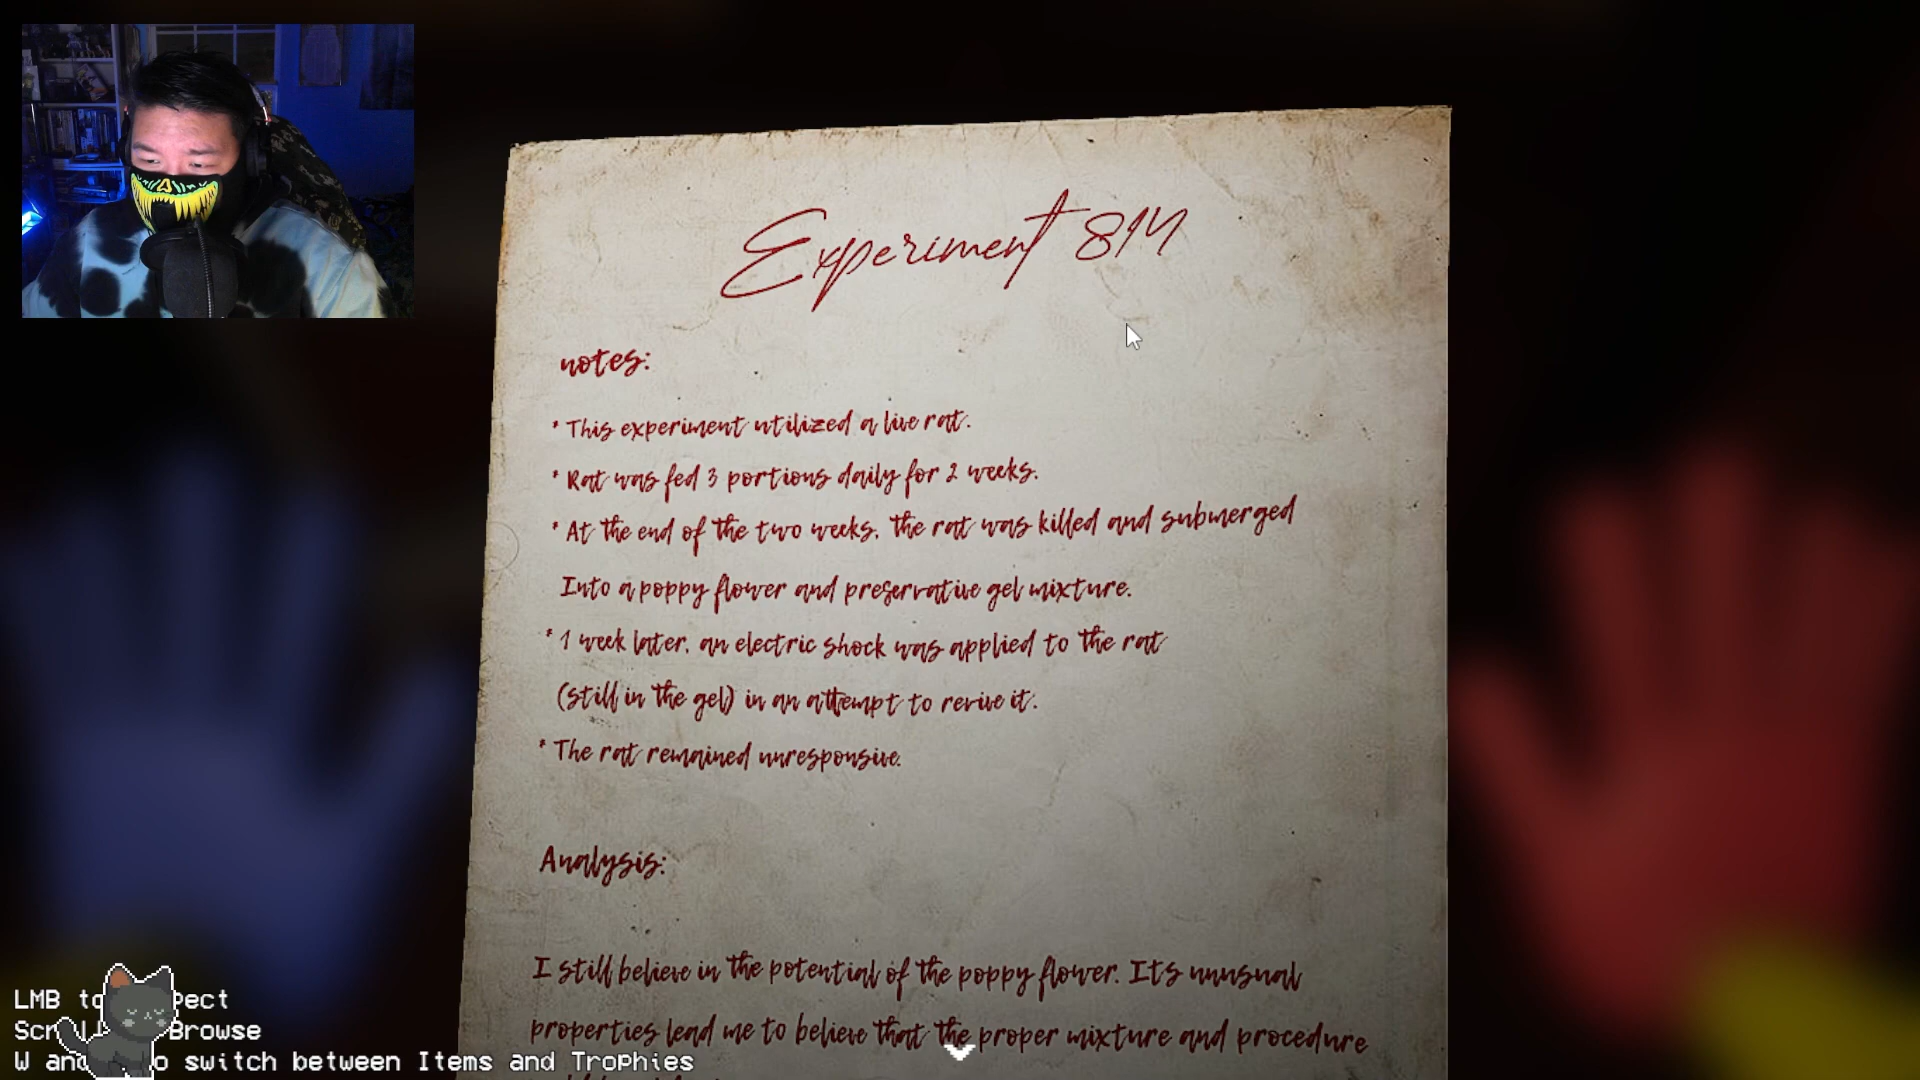 Experiment 814
notes:
* This experiment utilized a live rat.
* Rat was fed 3 portions daily for 2 weeks.
* At the end of the two weeks, the rat was killed and submerged
Into a poppy flower and preservative gel mixture.
* 1 week later, an electric shock was applied to the rat
(still in the gel) in an attempt to revive it.
* The rat remained unresponsive.
Analysis:
I still believe in the potential of the poppy flower. Its unusual
properties lead me to believe that the proper mixture and procedure
LMB to
Browse
W and switch between Items and Trophies